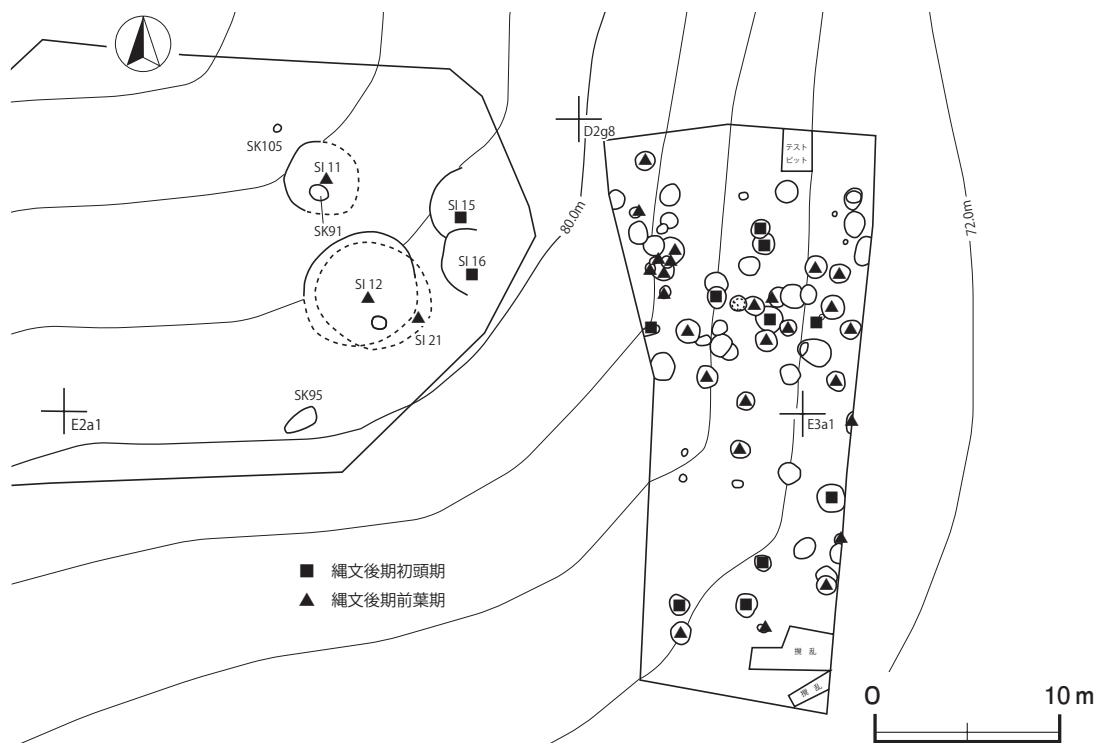 D2g8
SK105
テスト
ピット
SI 11
SI 15
80.0m
72.0m
SK91
SI 16
SI 12
SI 21
SK95
E2a1
E3a1
■ 縄文後期初頭期
▲ 縄文後期前葉期
撹 乱
撹 乱
0 10 m